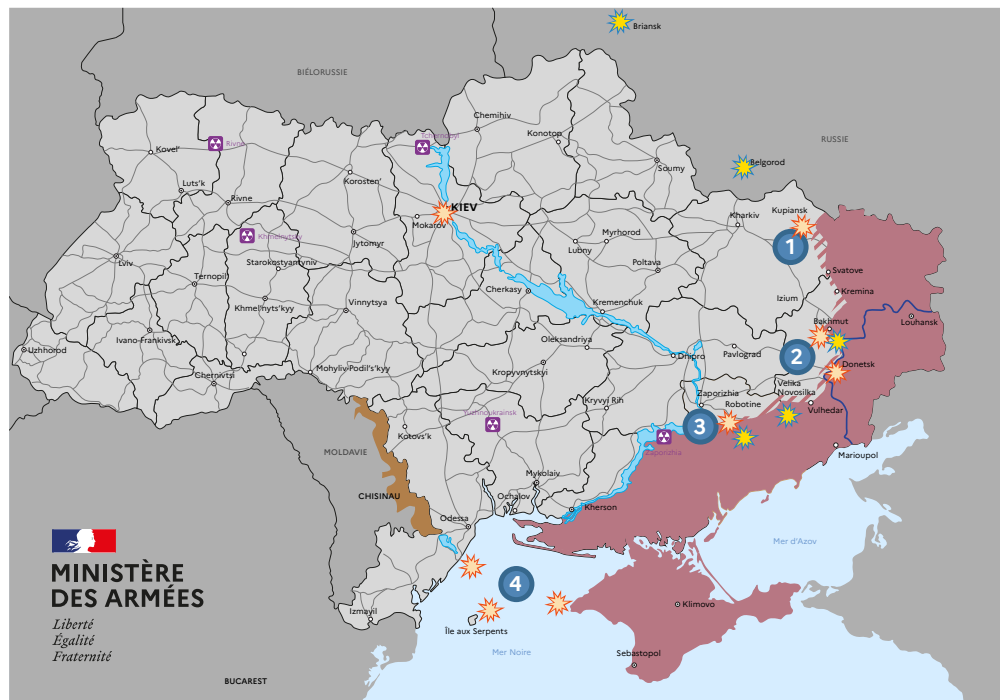 Briansk
BIÉLORUSSIE
RUSSIE
Chemihiv
Tchernobyl
Konotop
Rivne
Kovel'
Belgorod
Soumy
Korosten'
Luts'k
Rivne
KIEV
Kupiansk
Kharkiv
Mokarov
Khmelnytsky
Jytomyr
Myrhorod
Lubny
1
Lviv
Starokostyantyniv
Poltava
Svatove
Ternopil
Cherkasy
Kremina
Izium
Khmel'nyts'kyy
Vinnytsya
Kremenchuk
Bakhmut
Louhansk
Ivano-Frankivsk
Oleksandriya
Uzhhorod
Dnipro
Pavlograd
2
Donetsk
Mohyliv-Podil's'kyy
Kropyvnytskyi
Chernivtsi
Velika
Novosilka
Zaporizhia
Kryvyi Rih
Robotine
Vulhedar
Yuzhnoukrainsk
3
Kotovs'k
Zaporizhia
MOLDAVIE
Marioupol
Mykolaiv
CHISINAU
Ochalov
Kherson
Odessa
Mer d'Azov
MINISTÈRE
DES ARMÉES
Liberté
Égalité
Fraternité
4
Klimovo
Izmayil
Île aux Serpents
Mer Noire
Sebastopol
BUCAREST